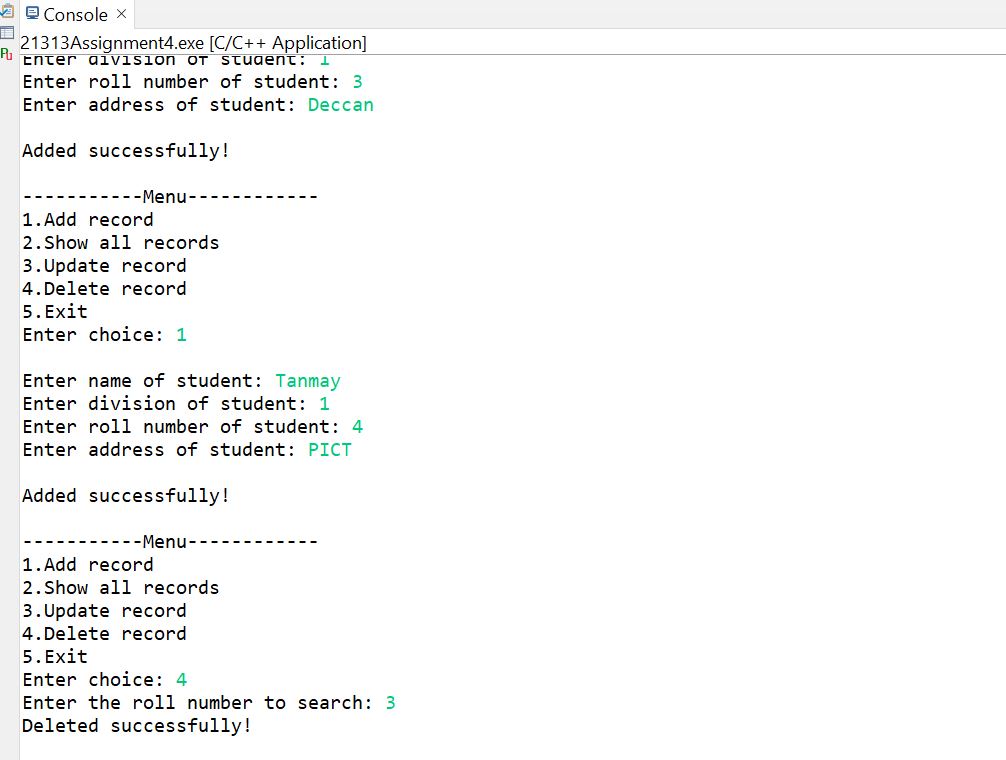 Console
21313Assignment4.exe [C/C++ Application]
Enter division of student: 1
Enter roll number of student: 3
Enter address of student: Deccan
Added successfully!
-----------Menu------------
1.Add record
2.Show all records
3.Update record
4.Delete record
5.Exit
Enter choice: 1
Enter name of student: Tanmay
Enter division of student: 1
Enter roll number of student: 4
Enter address of student: PICT
Added successfully!
-----------Menu------------
1.Add record
2.Show all records
3.Update record
4.Delete record
5.Exit
Enter choice: 4
Enter the roll number to search: 3
Deleted successfully!